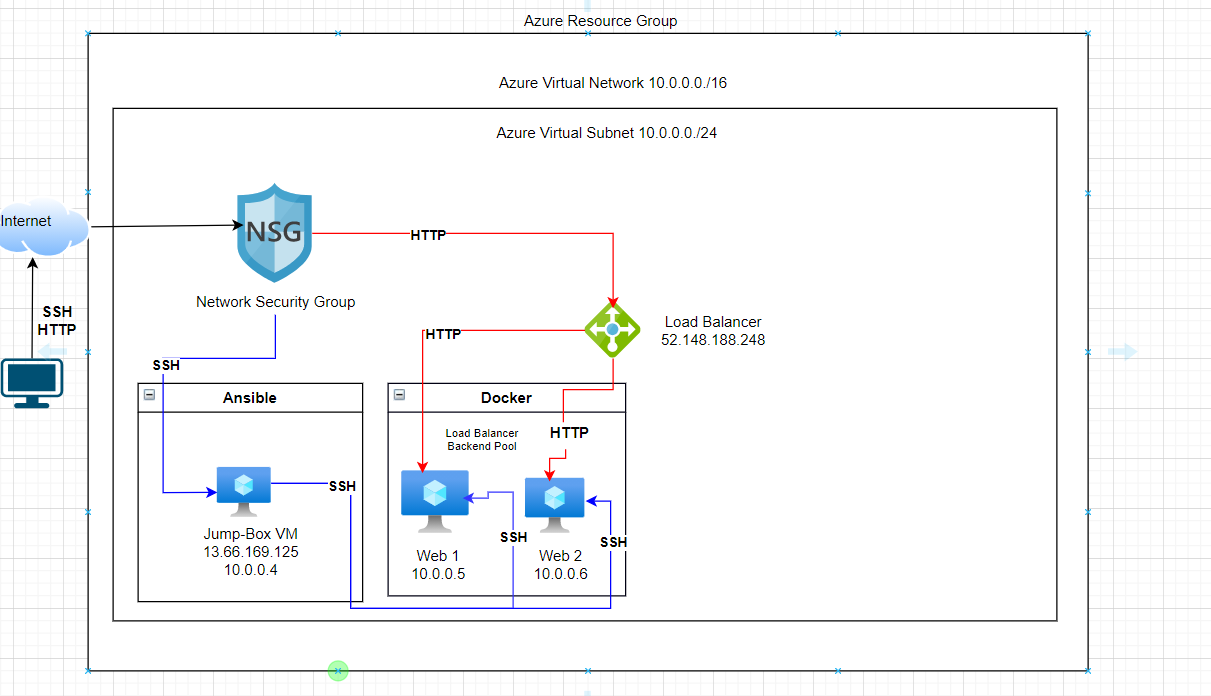 Azure Resource Group
Azure Virtual Network 10.0.0.0./16
Azure Virtual Subnet 10.0.0.0./24
Internet
NSG
HTTP
Network Security Group
SSH
HTTP
Load Balancer
52.148.188.248
HTTP
SSH
Ansible
Docker
Load Balancer
Backend Pool
HTTP
SSH
Jump-Box VM
13.66.169.125
10.0.0.4
SSH
SSH
Web 1
10.0.0.5
Web 2
10.0.0.6